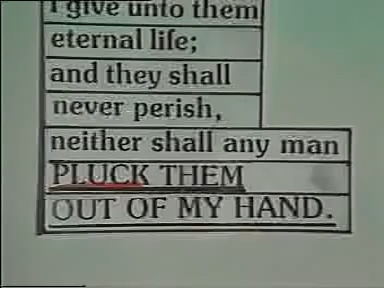 I give unto them
eternal life;
and they shall
never perish,
neither shall any man
PLUCK THEM
OUT OF MY HAND.